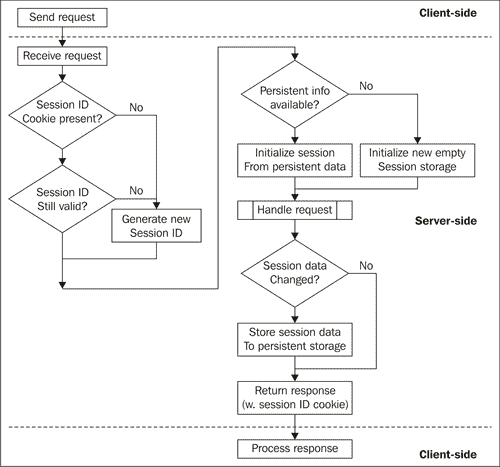 Send request
Client-side
Receive request
Session ID
Cookie present?
No
Session ID
Still valid?
No
Generate new
Session ID
Persistent info
available?
No
Initialize session
From persistent data
Initialize new empty
Session storage
Handle request
Server-side
Session data
Changed?
No
Store session data
To persistent storage
Return response
(w. session ID cookie)
Process response
Client-side